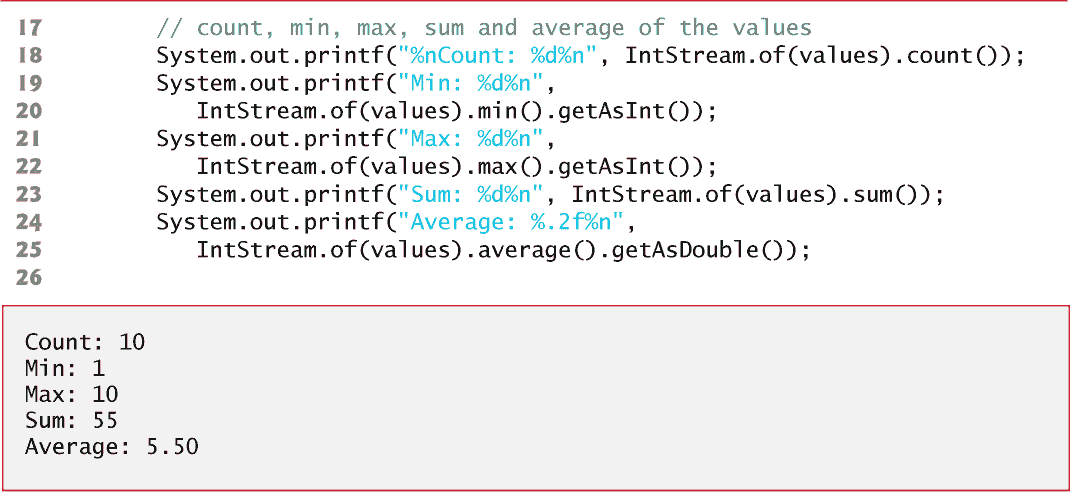 17 // count, min, max, sum and average of the values
18 System.out.printf("%nCount: %d%n", IntStream.of(values).count());
19 System.out.printf("Min: %d%n",
20 IntStream.of(values).min().getAsInt());
21 System.out.printf("Max: %d%n",
22 IntStream.of(values).max().getAsInt());
23 System.out.printf("Sum: %d%n", IntStream.of(values).sum());
24 System.out.printf("Average: %.2f%n",
25 IntStream.of(values).average().getAsDouble());
26
Count: 10
Min: 1
Max: 10
Sum: 55
Average: 5.50